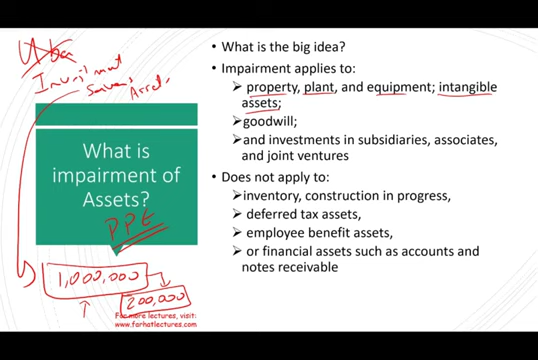 What is the big idea?
Impairment applies to:
property, plant, and equipment; intangible
assets;
goodwill;
and investments in subsidiaries, associates,
and joint ventures
Does not apply to:
inventory, construction in progress,
deferred tax assets,
employee benefit assets,
or financial assets such as accounts and
notes receivable
What is
impairment of
Assets?
PPE
1,000,000
200,000
For more lectures, visit:
www.farhatlectures.com